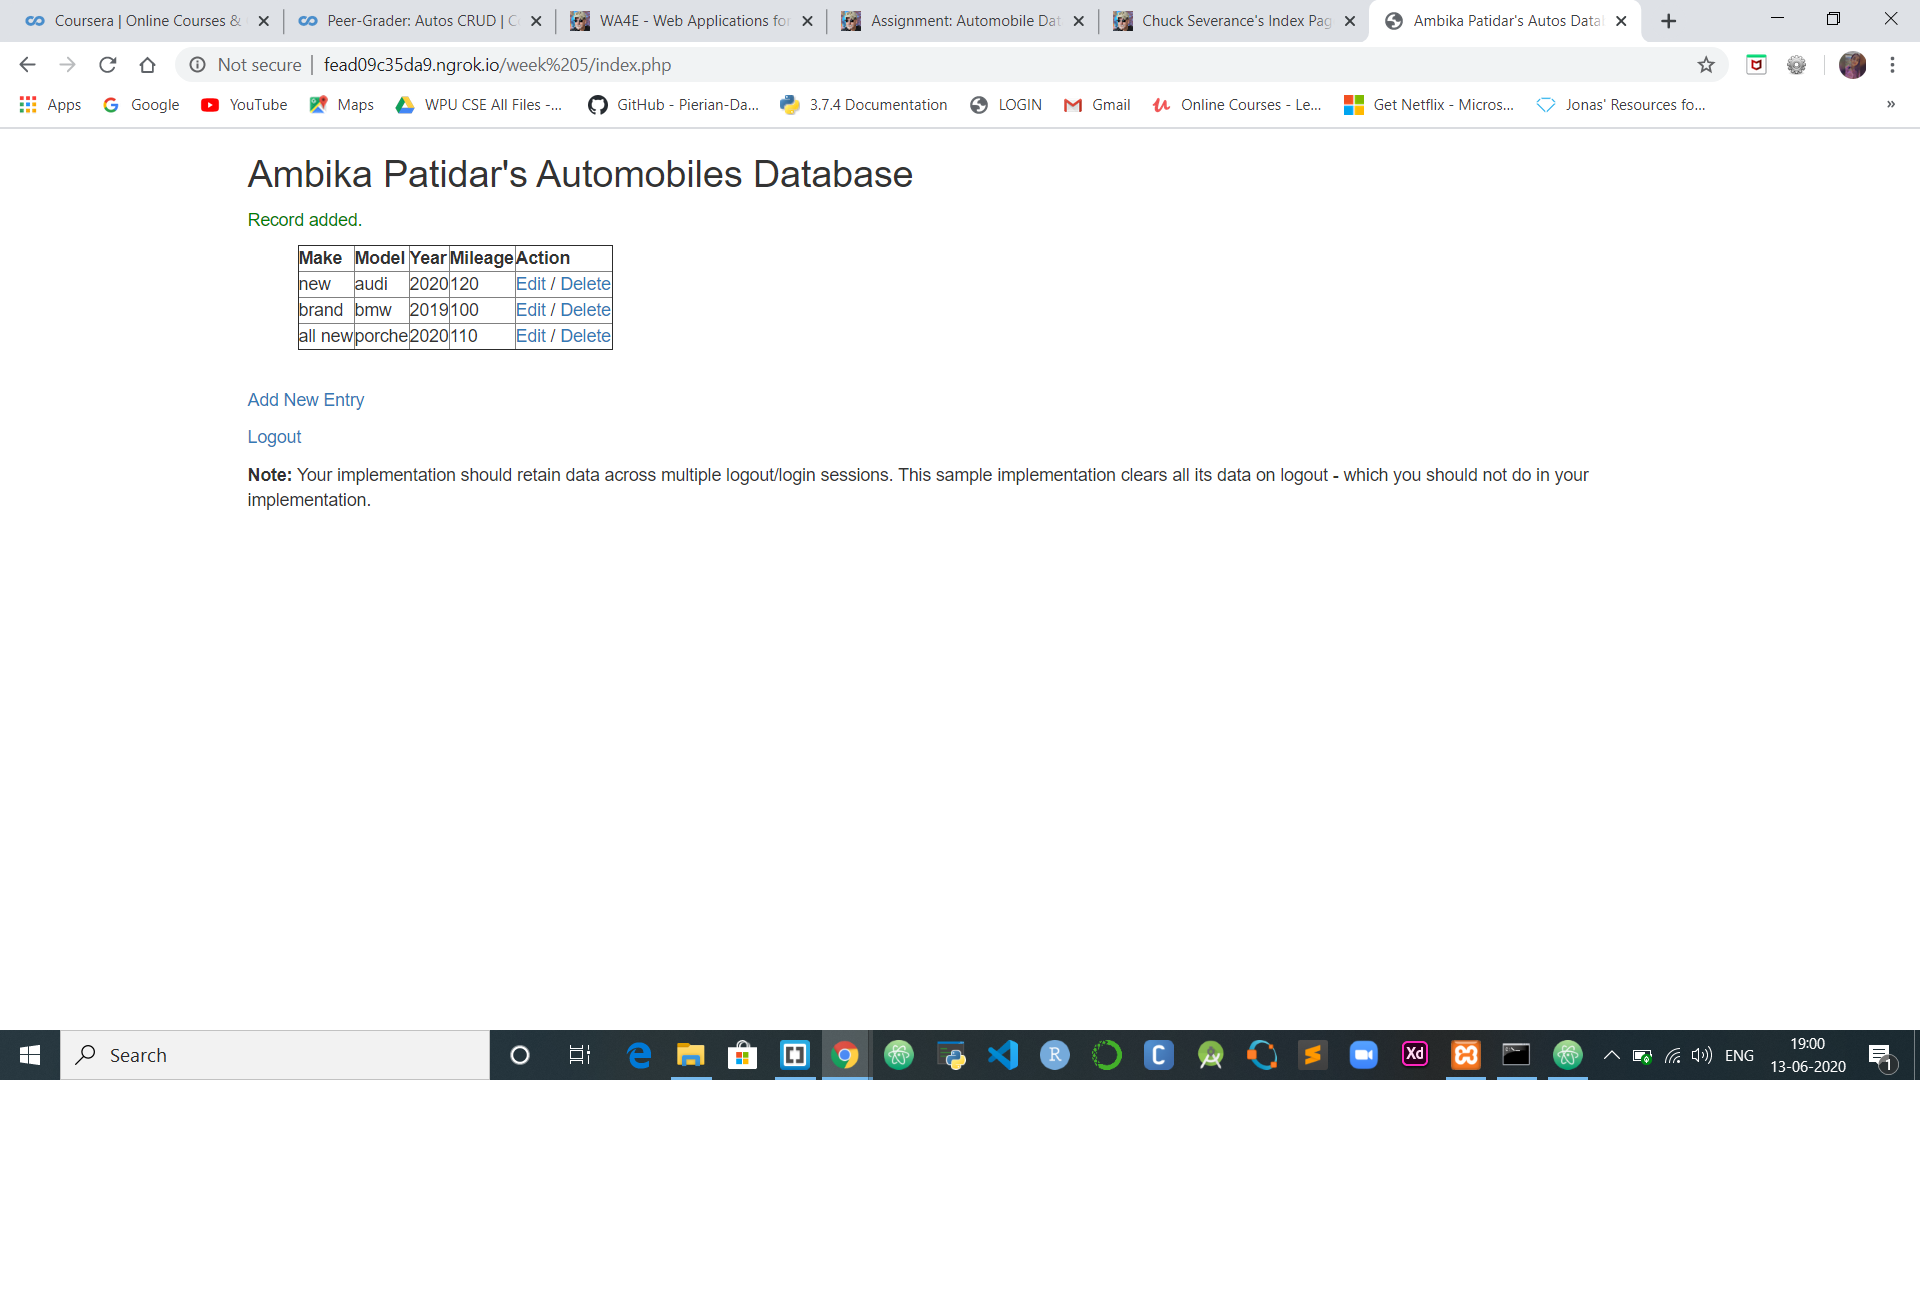 Coursera | Online Courses &
Peer-Grader: Autos CRUD |
WA4E - Web Applications for
Assignment: Automobile Dat
Chuck Severance's Index Pag
Ambika Patidar's Autos Data
Not secure | fead09c35da9.ngrok.io/week%205/index.php
Apps Google YouTube Maps WPU CSE All Files -... GitHub - Pierian-Da... 3.7.4 Documentation LOGIN Gmail Online Courses - Le... Get Netflix - Micros... Jonas' Resources fo... »
Ambika Patidar's Automobiles Database
Record added.
Make Model Year Mileage Action
new audi 2020 120 Edit / Delete
brand bmw 2019 100 Edit / Delete
all new porche 2020 110 Edit / Delete
Add New Entry
Logout
Note: Your implementation should retain data across multiple logout/login sessions. This sample implementation clears all its data on logout - which you should not do in your
implementation.
Search
R
C
Xd
ENG
19:00
13-06-2020
1